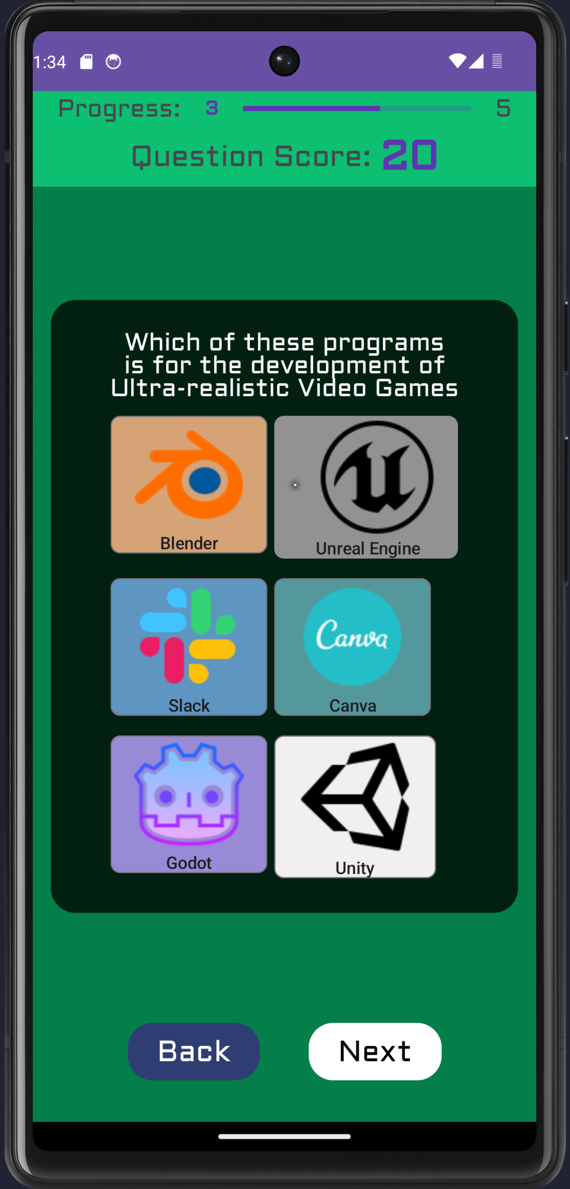 1:34
Progress: 3 5
Question Score: 20
Which of these programs
is for the development of
Ultra-realistic Video Games
Blender
Unreal Engine
Slack
Canva
Canva
Godot
Unity
Back
Next